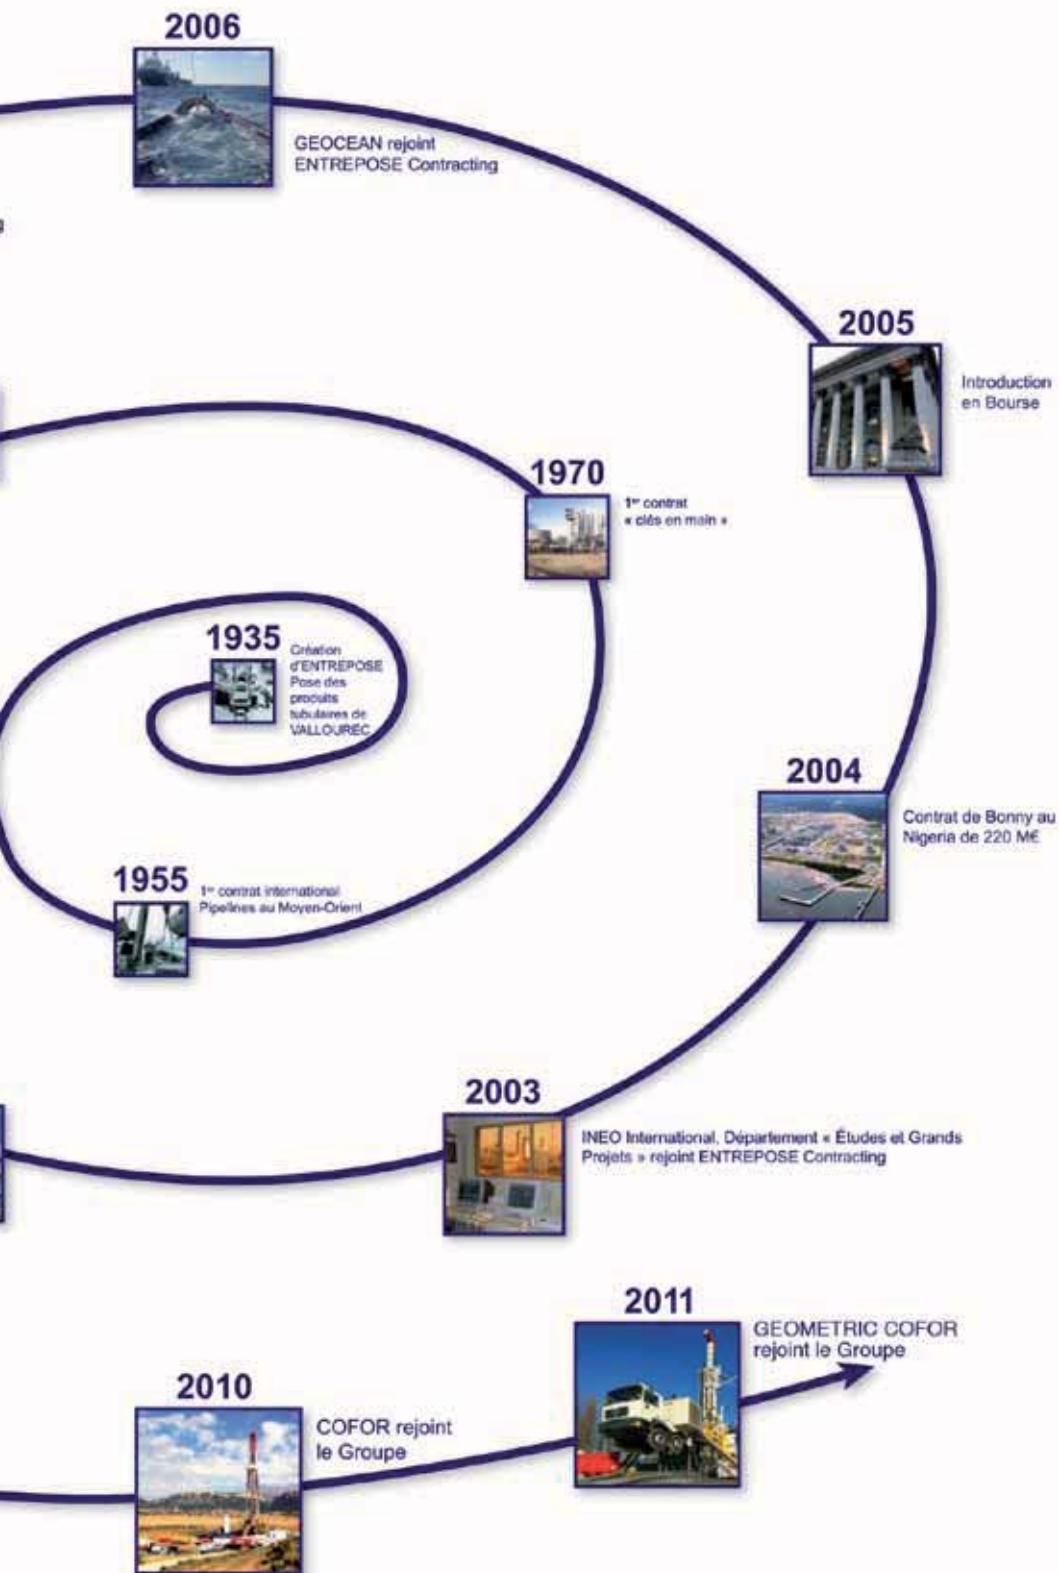 2006
GEOCEAN rejoint
ENTREPOSE Contracting
2005
Introduction
en Bourse
1970
1er contrat
« clés en main »
1935
Création
d'ENTREPOSE
Pose des
produits
tubulaires de
VALLOUREC
2004
Contrat de Bonny au
Nigeria de 220 M€
1955
1er contrat international
Pipelines au Moyen-Orient
2003
INEO International, Département « Études et Grands
Projets » rejoint ENTREPOSE Contracting
2011
GEOMETRIC COFOR
rejoint le Groupe
2010
COFOR rejoint
le Groupe